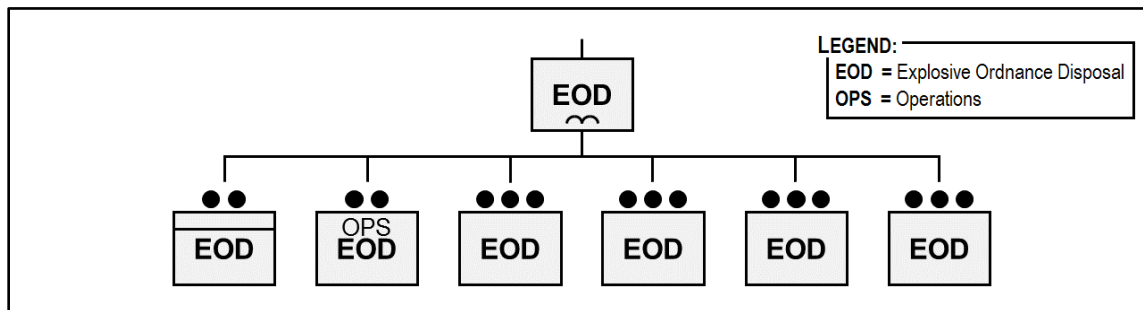 LEGEND:
EOD = Explosive Ordnance Disposal
OPS = Operations
EOD
EOD
OPS
EOD
EOD
EOD
EOD
EOD